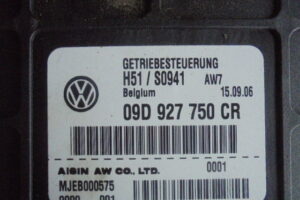 GETRIEBESTEUERUNG
H51 / S0941 AW7
Belgium 15.09.06
09D 927 750 CR
AISIN AW CO., LTD. 0001
MJEB000575